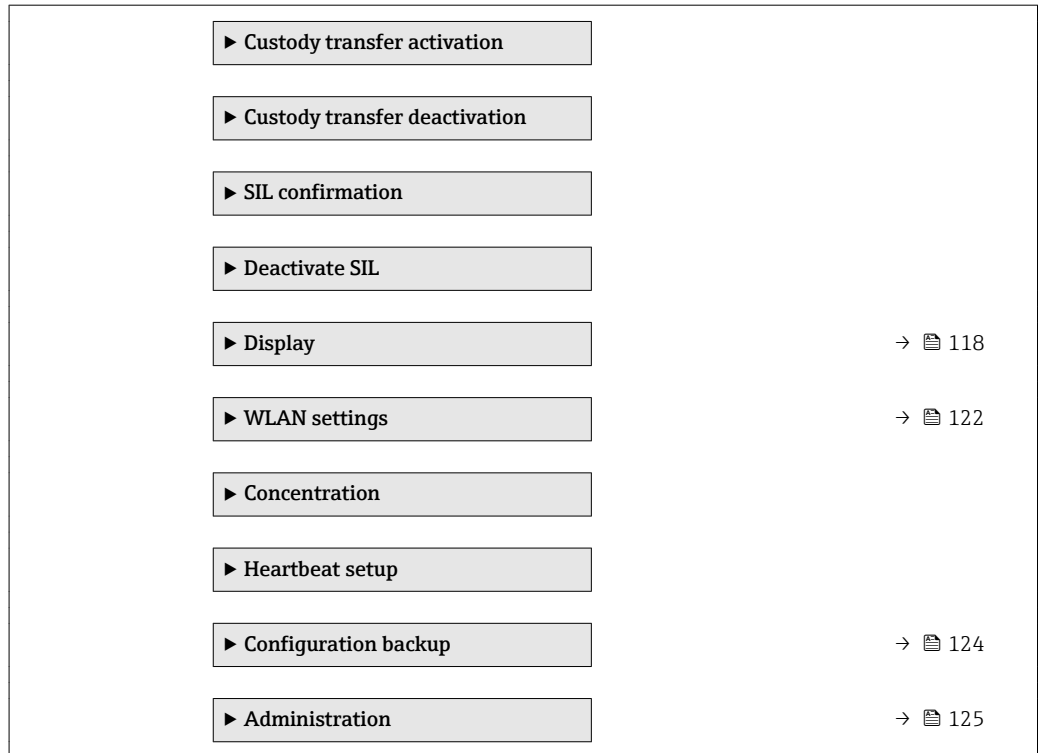 ▶ Custody transfer activation
▶ Custody transfer deactivation
▶ SIL confirmation
▶ Deactivate SIL
▶ Display → 118
▶ WLAN settings → 122
▶ Concentration
▶ Heartbeat setup
▶ Configuration backup → 124
▶ Administration → 125